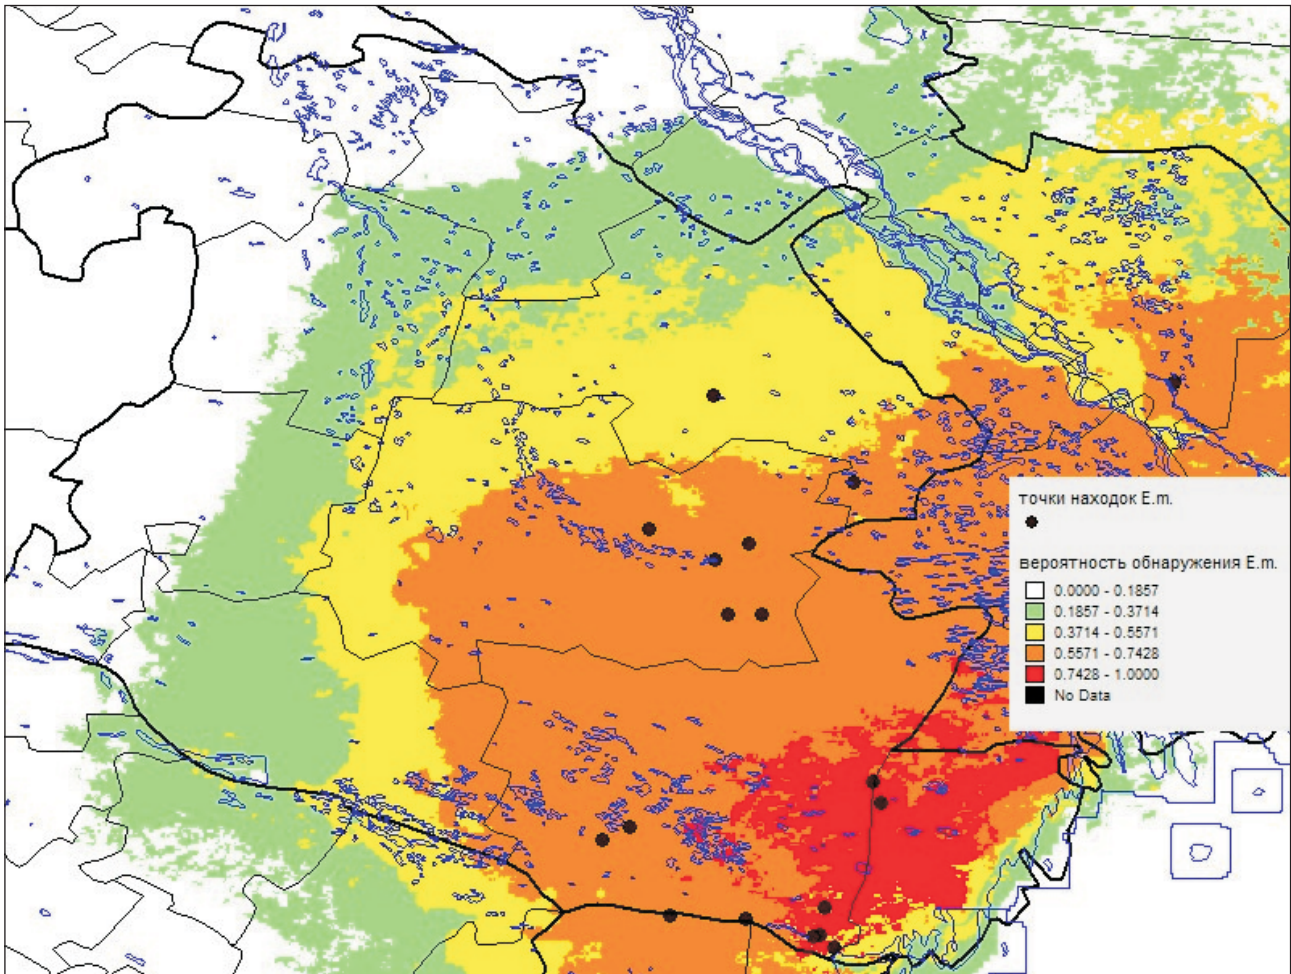 точки находок E.m.
вероятность обнаружения E.m.
0.0000 - 0.1857
0.1857 - 0.3714
0.3714 - 0.5571
0.5571 - 0.7428
0.7428 - 1.0000
No Data